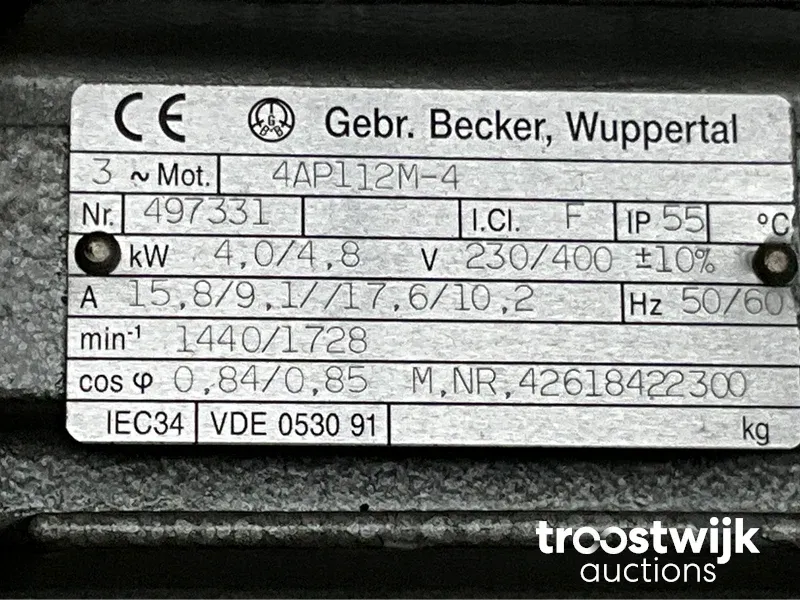 CE GBB Gebr. Becker, Wuppertal
3 ~ Mot. 4AP112M-4
Nr. 497331 I.Cl. F IP 55 °C
kW 4,0/4,8 V 230/400 ±10%
A 15,8/9,1//17,6/10,2 Hz 50/60
min-1 1440/1728
cos φ 0,84/0,85 M.NR.42618422300
IEC34 VDE 0530 91 kg
troostwijk
auctions